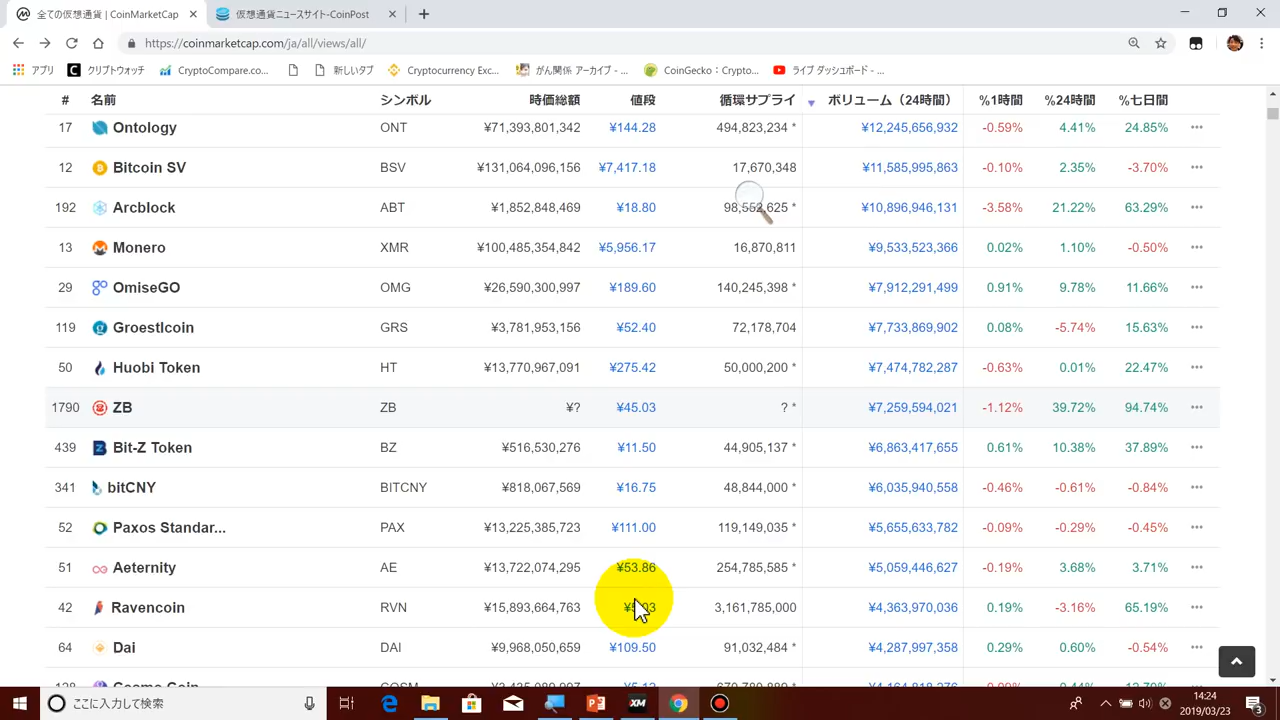 全ての仮想通貨 | CoinMarketCap
仮想通貨ニュースサイト-CoinPost
https://coinmarketcap.com/ja/all/views/all/
アプリ クリプトウォッチ CryptoCompare.co... 新しいタブ Cryptocurrency Exc... がん関係 アーカイブ - ... CoinGecko：Crypto... ライブ ダッシュボード - ...
# 名前 シンボル 時価総額 値段 循環サプライ ボリューム（24時間） %1時間 %24時間 %七日間
17 Ontology ONT ¥71,393,801,342 ¥144.28 494,823,234 * ¥12,245,656,932 -0.59% 4.41% 24.85%
12 Bitcoin SV BSV ¥131,064,096,156 ¥7,417.18 17,670,348 ¥11,585,995,863 -0.10% 2.35% -3.70%
192 Arcblock ABT ¥1,852,848,469 ¥18.80 98,552,625 * ¥10,896,946,131 -3.58% 21.22% 63.29%
13 Monero XMR ¥100,485,354,842 ¥5,956.17 16,870,811 ¥9,533,523,366 0.02% 1.10% -0.50%
29 OmiseGO OMG ¥26,590,300,997 ¥189.60 140,245,398 * ¥7,912,291,499 0.91% 9.78% 11.66%
119 Groestlcoin GRS ¥3,781,953,156 ¥52.40 72,178,704 ¥7,733,869,902 0.08% -5.74% 15.63%
50 Huobi Token HT ¥13,770,967,091 ¥275.42 50,000,200 * ¥7,474,782,287 -0.63% 0.01% 22.47%
1790 ZB ZB ¥? ¥45.03 ? * ¥7,259,594,021 -1.12% 39.72% 94.74%
439 Bit-Z Token BZ ¥516,530,276 ¥11.50 44,905,137 * ¥6,863,417,655 0.61% 10.38% 37.89%
341 bitCNY BITCNY ¥818,067,569 ¥16.75 48,844,000 * ¥6,035,940,558 -0.46% -0.61% -0.84%
52 Paxos Standar... PAX ¥13,225,385,723 ¥111.00 119,149,035 * ¥5,655,633,782 -0.09% -0.29% -0.45%
51 Aeternity AE ¥13,722,074,295 ¥53.86 254,785,585 * ¥5,059,446,627 -0.19% 3.68% 3.71%
42 Ravencoin RVN ¥15,893,664,763 ¥5.03 3,161,785,000 ¥4,363,970,036 0.19% -3.16% 65.19%
64 Dai DAI ¥9,968,050,659 ¥109.50 91,032,484 * ¥4,287,997,358 0.29% 0.60% -0.54%
ここに入力して検索
XM
14:24
2019/03/23
3